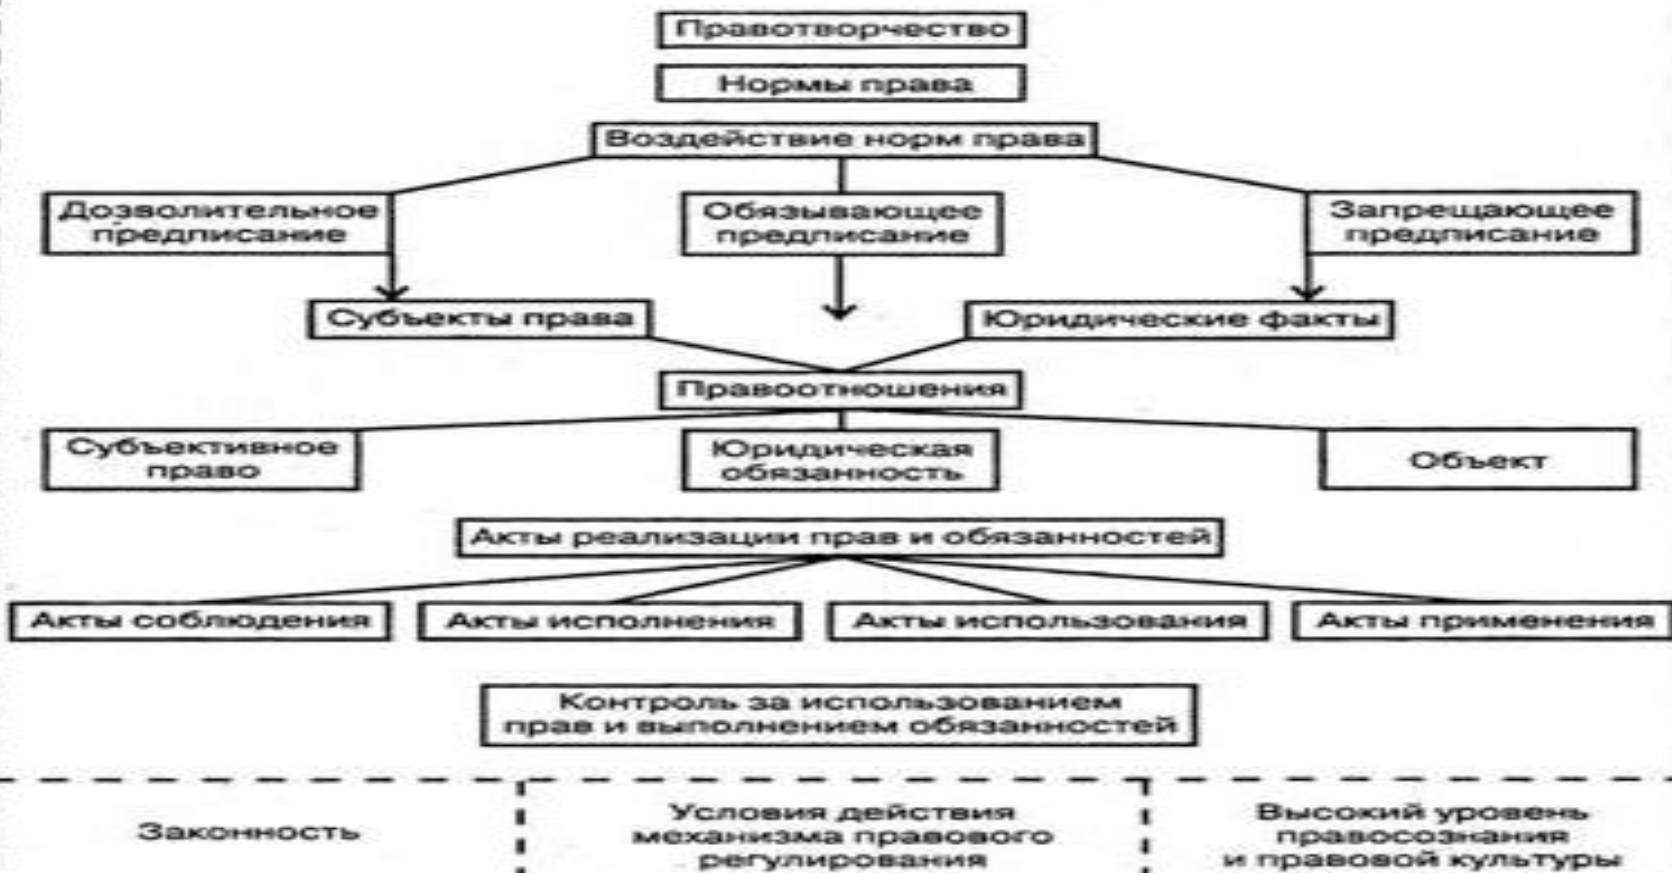 Правотворчество
Нормы права
Воздействие норм права
Дозволительное
предписание
Обязывающее
предписание
Запрещающее
предписание
Субъекты права
Юридические факты
Правоотношения
Субъективное
право
Юридическая
обязанность
Объект
Акты реализации прав и обязанностей
Акты соблюдения
Акты исполнения
Акты использования
Акты применения
Контроль за использованием
прав и выполнением обязанностей
Законность
Условия действия
механизма правового
регулирования
Высокий уровень
правосознания
и правовой культуры